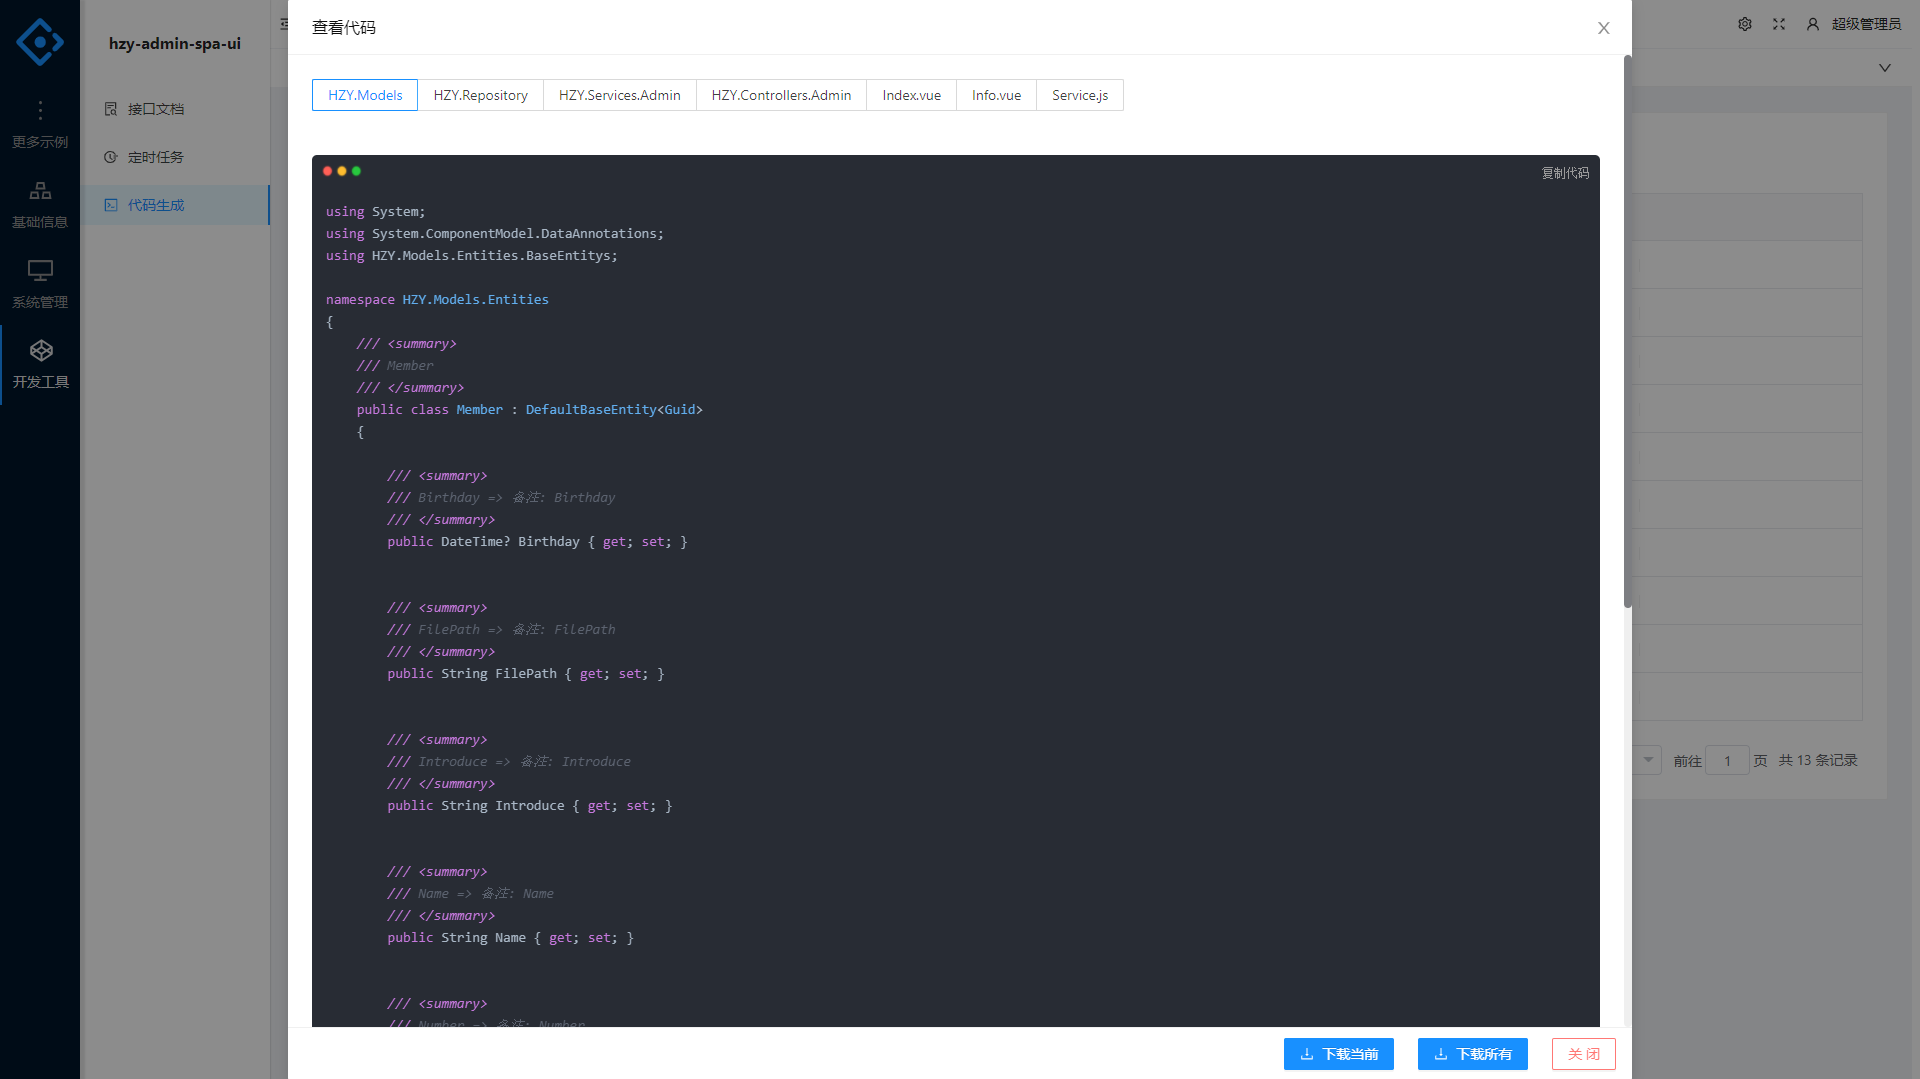 hzy-admin-spa-ui
更多示例
基础信息
系统管理
开发工具
接口文档
定时任务
代码生成
查看代码
超级管理员
HZY.Models
HZY.Repository
HZY.Services.Admin
HZY.Controllers.Admin
Index.vue
Info.vue
Service.js
复制代码
using System;
using System.ComponentModel.DataAnnotations;
using HZY.Models.Entities.BaseEntitys;
namespace HZY.Models.Entities
{
/// <summary>
/// Member
/// </summary>
public class Member : DefaultBaseEntity<Guid>
{
/// <summary>
/// Birthday => 备注: Birthday
/// </summary>
public DateTime? Birthday { get; set; }
/// <summary>
/// FilePath => 备注: FilePath
/// </summary>
public String FilePath { get; set; }
/// <summary>
/// Introduce => 备注: Introduce
/// </summary>
public String Introduce { get; set; }
/// <summary>
/// Name => 备注: Name
/// </summary>
public String Name { get; set; }
/// <summary>
/// Number => 备注: Number
前往 1 页 共 13 条记录
下载当前
下载所有
关 闭